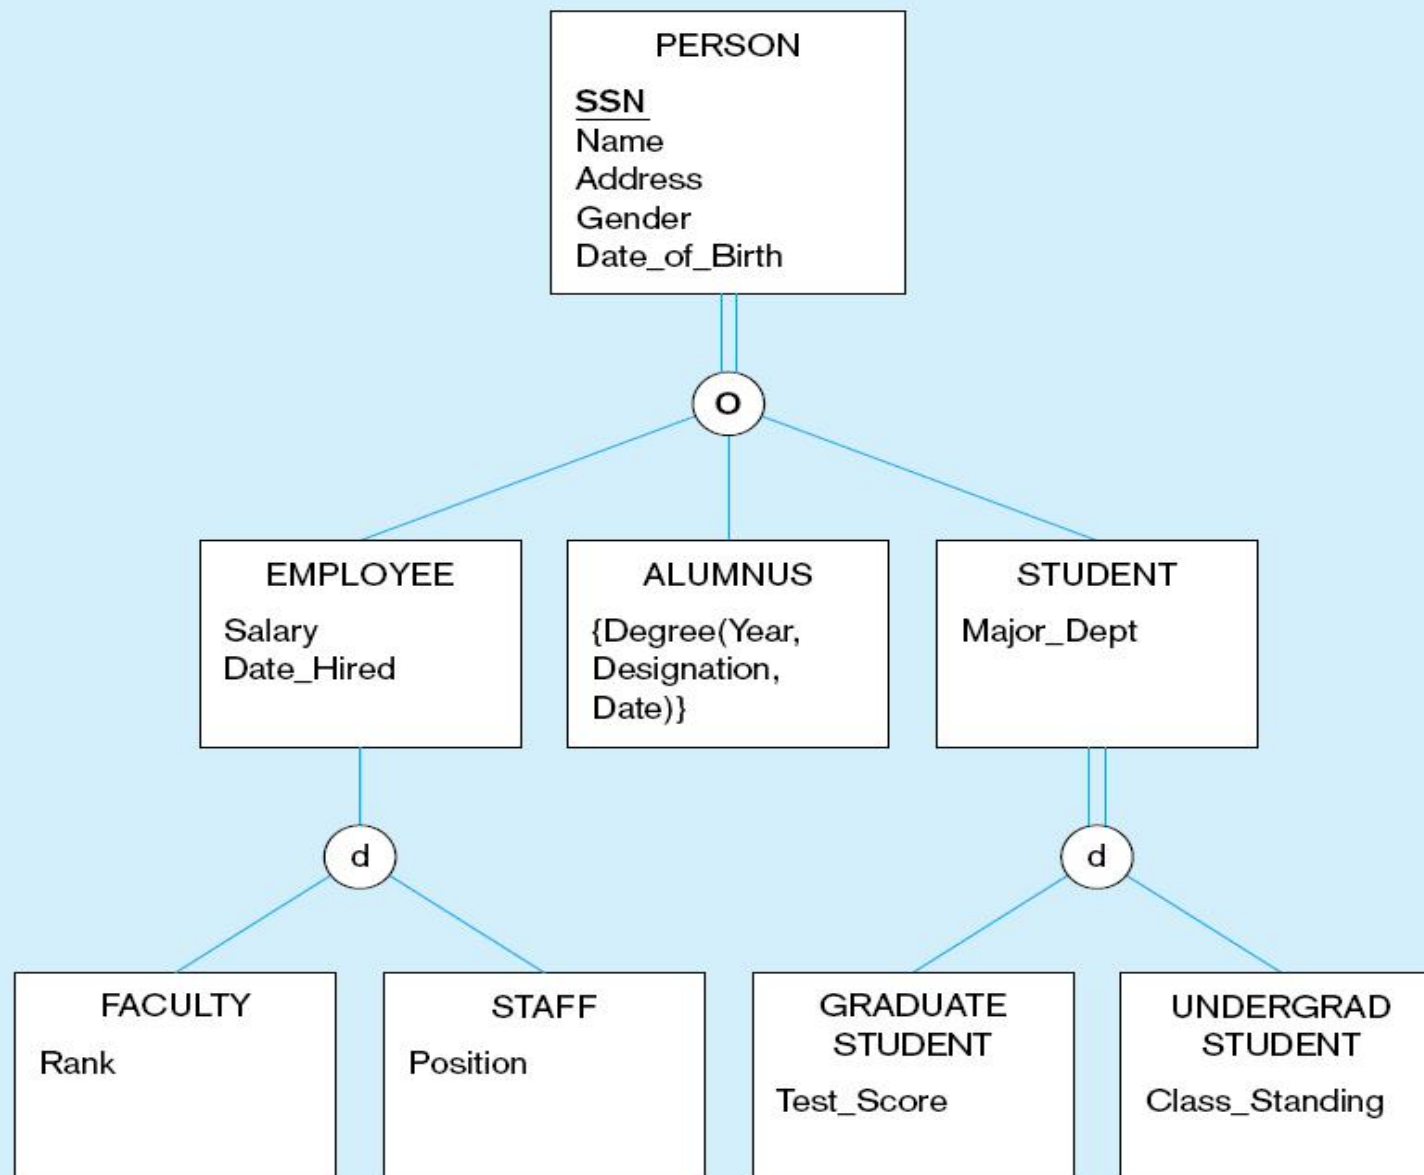 PERSON
SSN
Name
Address
Gender
Date_of_Birth
O
EMPLOYEE
Salary
Date_Hired
ALUMNUS
{Degree(Year,
Designation,
Date)}
STUDENT
Major_Dept
d
d
FACULTY
Rank
STAFF
Position
GRADUATE
STUDENT
Test_Score
UNDERGRAD
STUDENT
Class_Standing